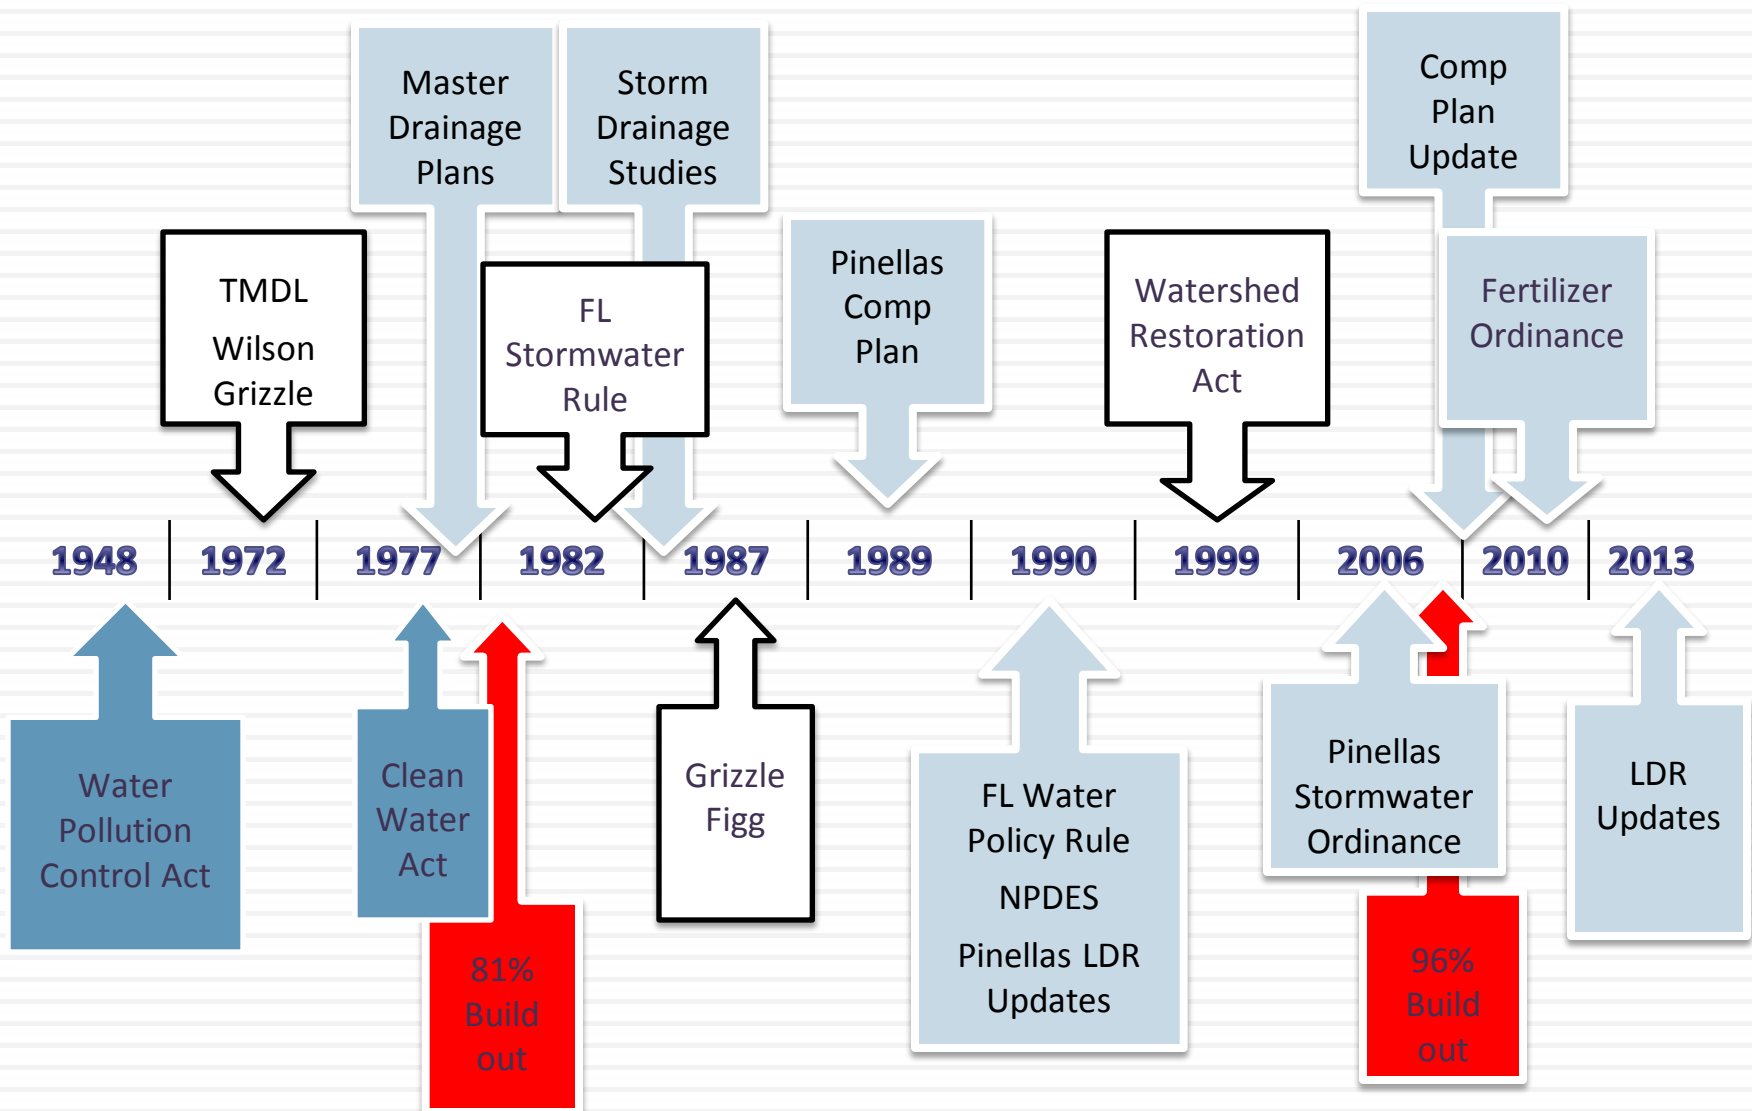 Master
Drainage
Plans
Storm
Drainage
Studies
Comp
Plan
Update
TMDL
Wilson
Grizzle
FL
Stormwater
Rule
Pinellas
Comp
Plan
Watershed
Restoration
Act
Fertilizer
Ordinance
1948 1972 1977 1982 1987 1989 1990 1999 2006 2010 2013
Water
Pollution
Control Act
Clean
Water
Act
81%
Build
out
Grizzle
Figg
FL Water
Policy Rule
NPDES
Pinellas LDR
Updates
Pinellas
Stormwater
Ordinance
96%
Build
out
LDR
Updates